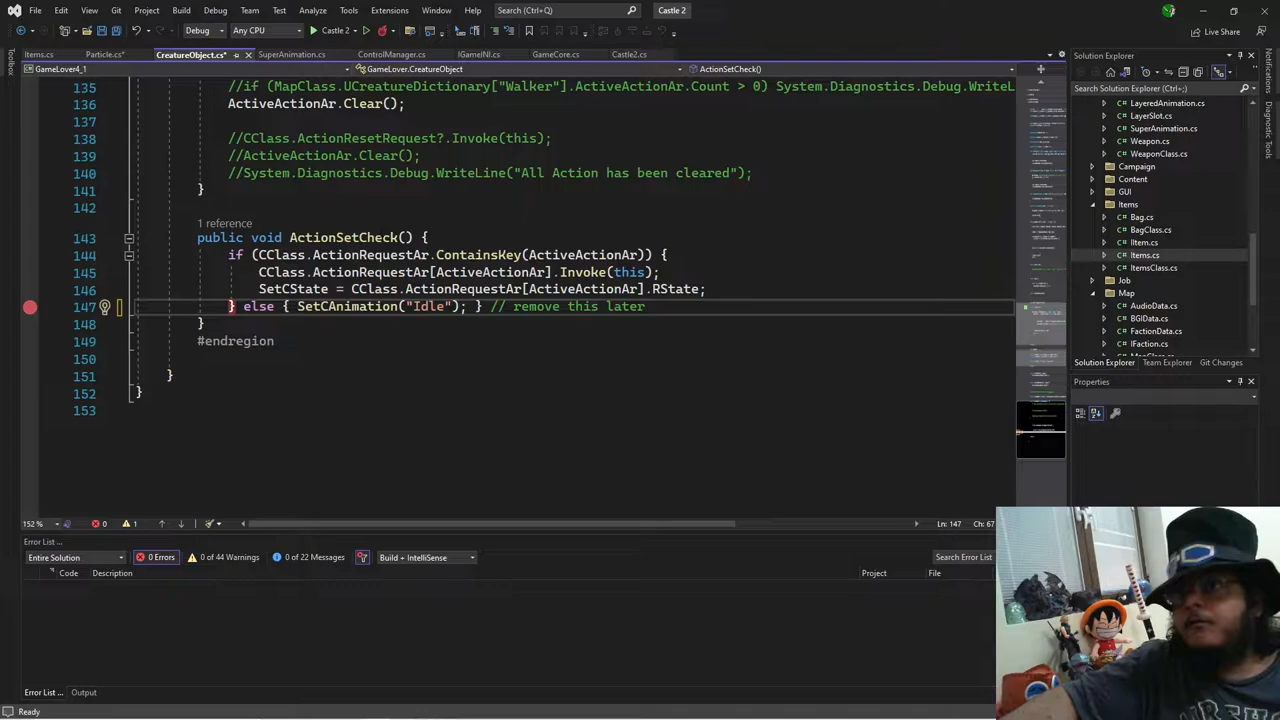 File Edit View Git Project Build Debug Team Test Analyze Tools Extensions Window Help Search (Ctrl+Q) Castle 2
Debug Any CPU Castle 2 Live Share
Items.cs Particle.cs* CreatureObject.cs* SuperAnimation.cs ControlManager.cs IGameINI.cs GameCore.cs Castle2.cs
GameLover4_1 GameLover.CreatureObject ActionSetCheck()
135 //if (MapClass.UCreatureDictionary["Walker"].ActiveActionAr.Count > 0) System.Diagnostics.Debug.WriteL
136 ActiveActionAr.Clear();
137
138 //CClass.ActionRsetRequest?.Invoke(this);
139 //ActiveActionAr.Clear();
140 //System.Diagnostics.Debug.WriteLine("All Action has been cleared");
141 }
142
1 reference
143 public void ActionSetCheck() {
144 if (CClass.ActionRequestAr.ContainsKey(ActiveActionAr)) {
145 CClass.ActionRequestAr[ActiveActionAr].Invoke(this);
146 SetCState = CClass.ActionRequestAr[ActiveActionAr].RState;
147 } else { SetCAnimation("Idle"); } // remove this later
148 }
149 #endregion
150
151 }
152 }
153
152 % 0 1 Ln: 147 Ch: 67
Error List ...
Entire Solution 0 Errors 0 of 44 Warnings 0 of 22 Messages Build + IntelliSense Search Error List
Code Description Project File
Error List ... Output
Ready
Toolbox
Solution Explorer
Search Solution Explorer (Ctrl+;)
LayeredAnimation.cs
LayerSlot.cs
SuperAnimation.cs
Weapon.cs
WeaponClass.cs
Campaign
Content
GUI
Items
Bag.cs
BagClass.cs
IItem.cs
Items.cs
ItemsClass.cs
Job
Map
AudioData.cs
BGIData.cs
FactionData.cs
IFaction.cs
MapClass.cs
Solution Explorer Team Explorer Git Changes
Properties
Notifications
Diagnostic Tools